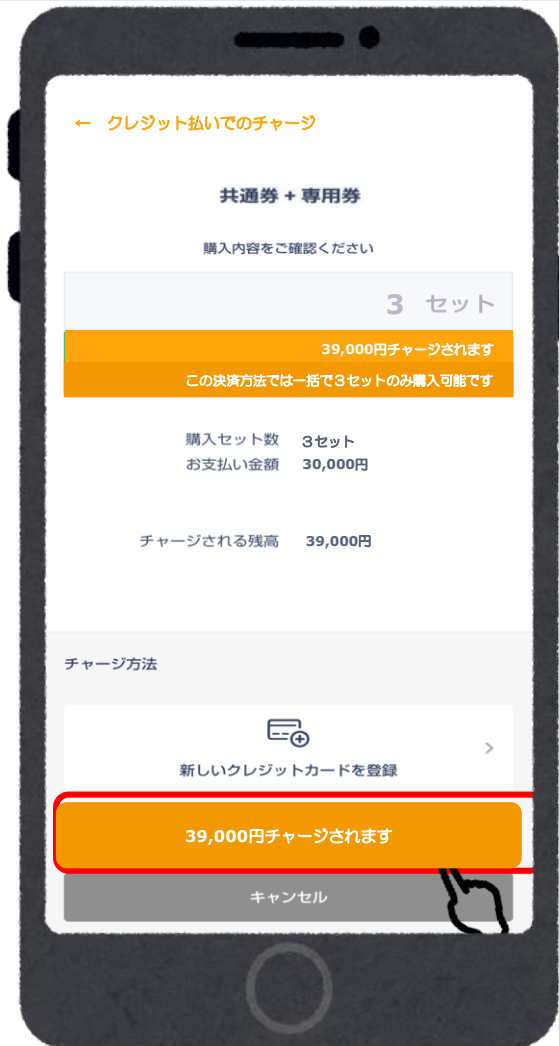 ← クレジット払いでのチャージ
共通券 + 専用券
購入内容をご確認ください
3 セット
39,000円チャージされます
この決済方法では一括で３セットのみ購入可能です
購入セット数 3セット
お支払い金額 30,000円
チャージされる残高 39,000円
チャージ方法
新しいクレジットカードを登録
39,000円チャージされます
キャンセル